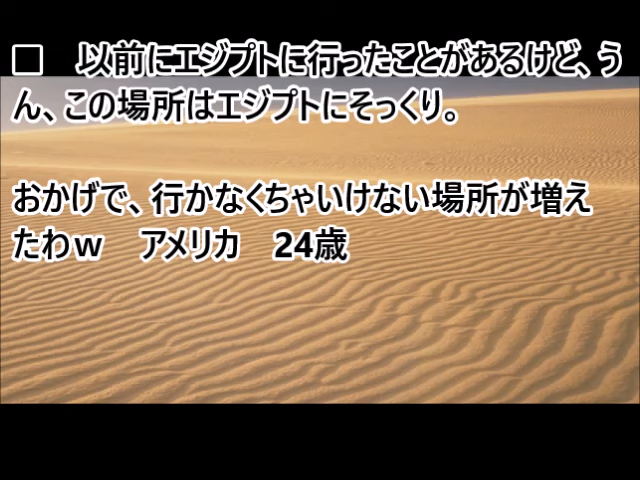 □　以前にエジプトに行ったことがあるけど、う
ん、この場所はエジプトにそっくり。
おかげで、行かなくちゃいけない場所が増え
たわｗ　アメリカ　24歳